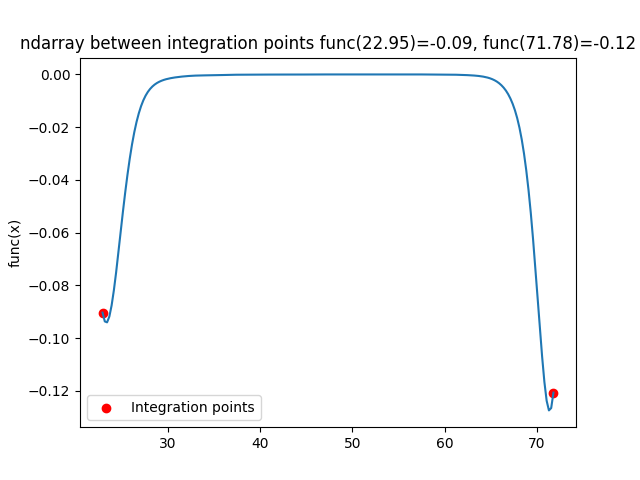 ndarray between integration points func(22.95)=-0.09, func(71.78)=-0.12
0.00
−0.02
−0.04
−0.06
−0.08
−0.10
−0.12
func(x)
Integration points
30 40 50 60 70